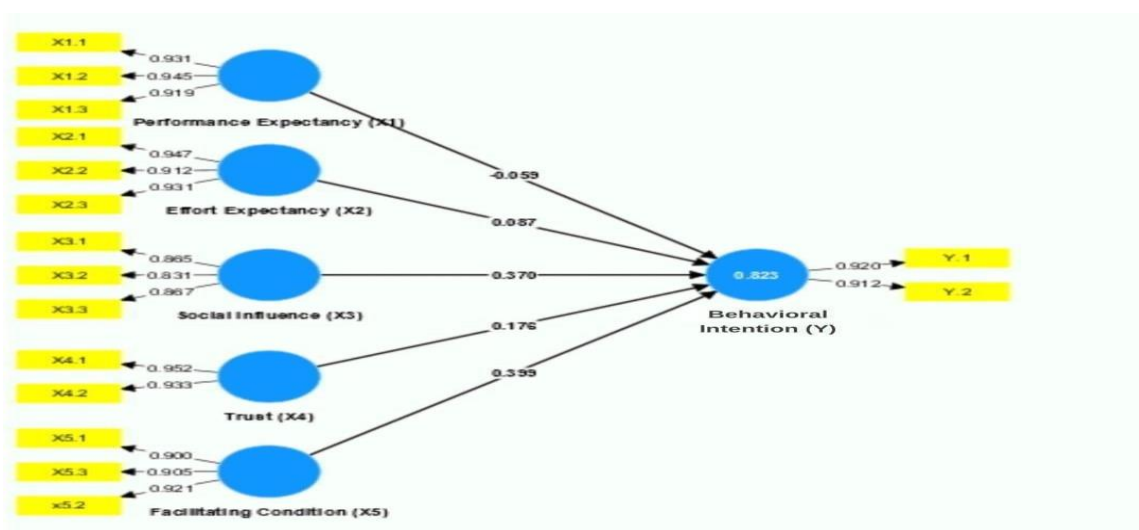 X1.1
0.931
X1.2
0.945
X1.3
0.919
Performance Expectancy (X1)
X2.1
0.947
X2.2
0.912
X2.3
0.931
Effort Expectancy (X2)
X3.1
0.865
X3.2
0.831
X3.3
0.867
Social Influence (X3)
X4.1
0.952
X4.2
0.933
Trust (X4)
X5.1
0.900
X5.3
0.905
x5.2
0.921
Facilitating Condition (X5)
-0.059
0.087
0.370
0.176
0.399
0.823
Behavioral
Intention (Y)
0.920
Y.1
0.912
Y.2